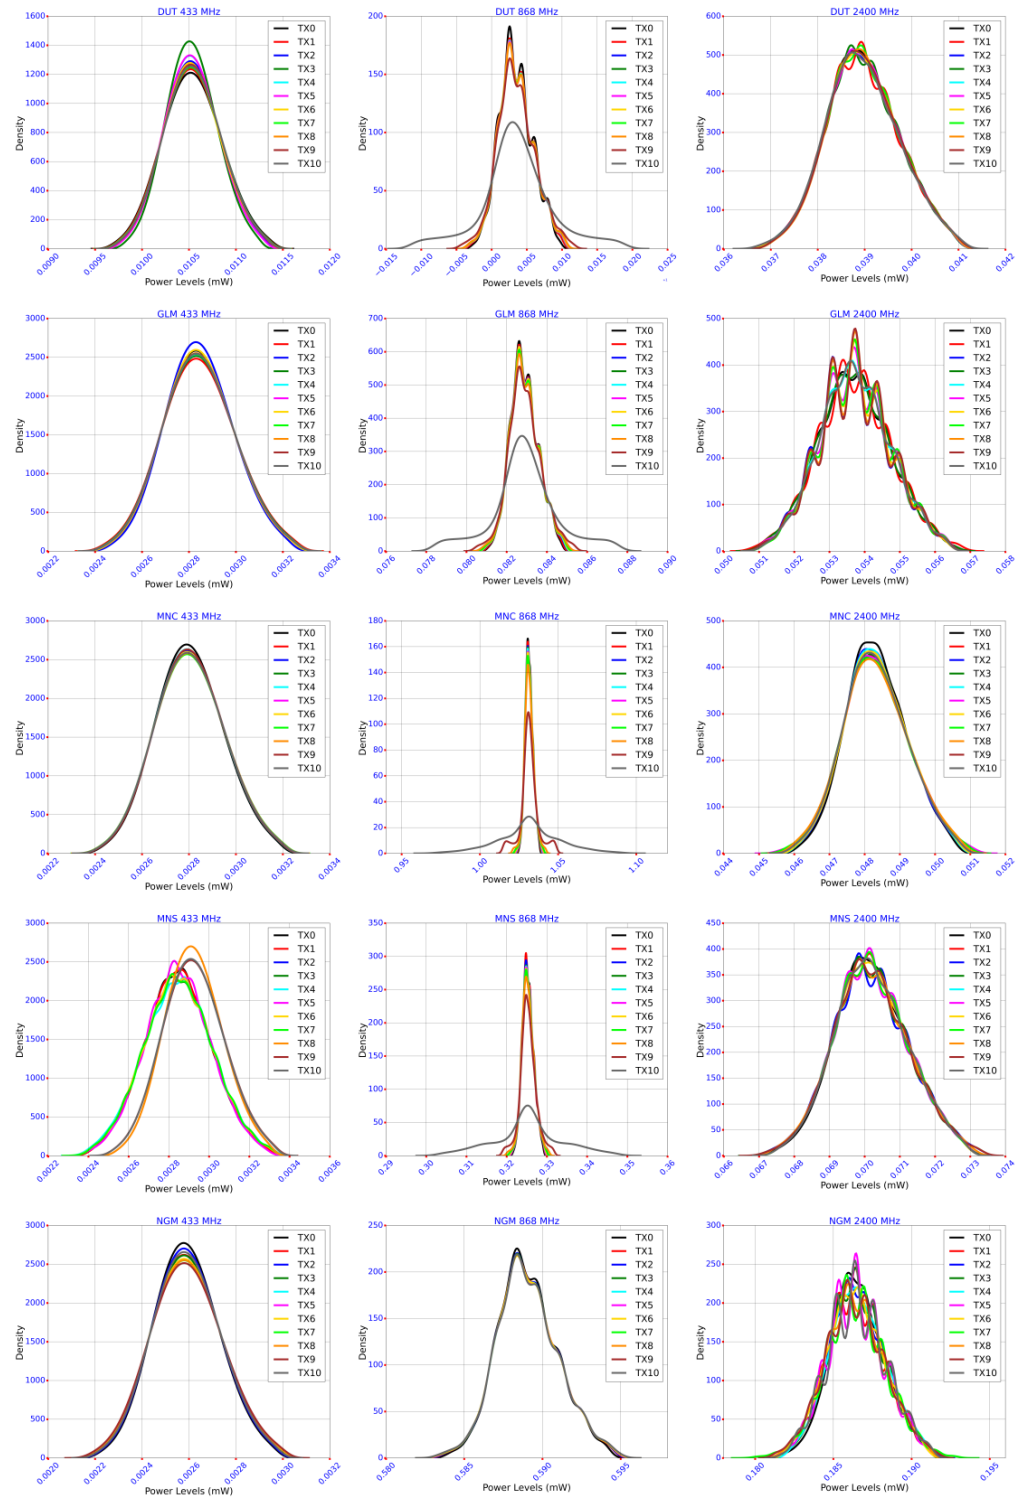 DUT 433 MHz
1600
1400
1200
1000
800
600
400
200
0
Density
0.0090
0.0095
0.0100
0.0105
0.0110
0.0115
0.0120
Power Levels (mW)
TX0
TX1
TX2
TX3
TX4
TX5
TX6
TX7
TX8
TX9
TX10
DUT 868 MHz
200
150
100
50
0
Density
−0.015
−0.010
−0.005
0.000
0.005
0.010
0.015
0.020
0.025
Power Levels (mW)
TX0
TX1
TX2
TX3
TX4
TX5
TX6
TX7
TX8
TX9
TX10
DUT 2400 MHz
600
500
400
300
200
100
0
Density
0.036
0.037
0.038
0.039
0.040
0.041
0.042
Power Levels (mW)
TX0
TX1
TX2
TX3
TX4
TX5
TX6
TX7
TX8
TX9
TX10
GLM 433 MHz
3000
2500
2000
1500
1000
500
0
Density
0.0022
0.0024
0.0026
0.0028
0.0030
0.0032
0.0034
Power Levels (mW)
TX0
TX1
TX2
TX3
TX4
TX5
TX6
TX7
TX8
TX9
TX10
GLM 868 MHz
700
600
500
400
300
200
100
0
Density
0.076
0.078
0.080
0.082
0.084
0.086
0.088
0.090
Power Levels (mW)
TX0
TX1
TX2
TX3
TX4
TX5
TX6
TX7
TX8
TX9
TX10
GLM 2400 MHz
500
400
300
200
100
0
Density
0.050
0.051
0.052
0.053
0.054
0.055
0.056
0.057
0.058
Power Levels (mW)
TX0
TX1
TX2
TX3
TX4
TX5
TX6
TX7
TX8
TX9
TX10
MNC 433 MHz
3000
2500
2000
1500
1000
500
0
Density
0.0022
0.0024
0.0026
0.0028
0.0030
0.0032
0.0034
Power Levels (mW)
TX0
TX1
TX2
TX3
TX4
TX5
TX6
TX7
TX8
TX9
TX10
MNC 868 MHz
180
160
140
120
100
80
60
40
20
0
Density
0.95
1.00
1.05
1.10
Power Levels (mW)
TX0
TX1
TX2
TX3
TX4
TX5
TX6
TX7
TX8
TX9
TX10
MNC 2400 MHz
500
400
300
200
100
0
Density
0.044
0.045
0.046
0.047
0.048
0.049
0.050
0.051
0.052
Power Levels (mW)
TX0
TX1
TX2
TX3
TX4
TX5
TX6
TX7
TX8
TX9
TX10
MNS 433 MHz
3000
2500
2000
1500
1000
500
0
Density
0.0022
0.0024
0.0026
0.0028
0.0030
0.0032
0.0034
0.0036
Power Levels (mW)
TX0
TX1
TX2
TX3
TX4
TX5
TX6
TX7
TX8
TX9
TX10
MNS 868 MHz
350
300
250
200
150
100
50
0
Density
0.29
0.30
0.31
0.32
0.33
0.34
0.35
0.36
Power Levels (mW)
TX0
TX1
TX2
TX3
TX4
TX5
TX6
TX7
TX8
TX9
TX10
MNS 2400 MHz
450
400
350
300
250
200
150
100
50
0
Density
0.066
0.067
0.068
0.069
0.070
0.071
0.072
0.073
0.074
Power Levels (mW)
TX0
TX1
TX2
TX3
TX4
TX5
TX6
TX7
TX8
TX9
TX10
NGM 433 MHz
3000
2500
2000
1500
1000
500
0
Density
0.0020
0.0022
0.0024
0.0026
0.0028
0.0030
0.0032
Power Levels (mW)
TX0
TX1
TX2
TX3
TX4
TX5
TX6
TX7
TX8
TX9
TX10
NGM 868 MHz
250
200
150
100
50
0
Density
0.580
0.585
0.590
0.595
Power Levels (mW)
TX0
TX1
TX2
TX3
TX4
TX5
TX6
TX7
TX8
TX9
TX10
NGM 2400 MHz
300
250
200
150
100
50
0
Density
0.180
0.185
0.190
0.195
Power Levels (mW)
TX0
TX1
TX2
TX3
TX4
TX5
TX6
TX7
TX8
TX9
TX10